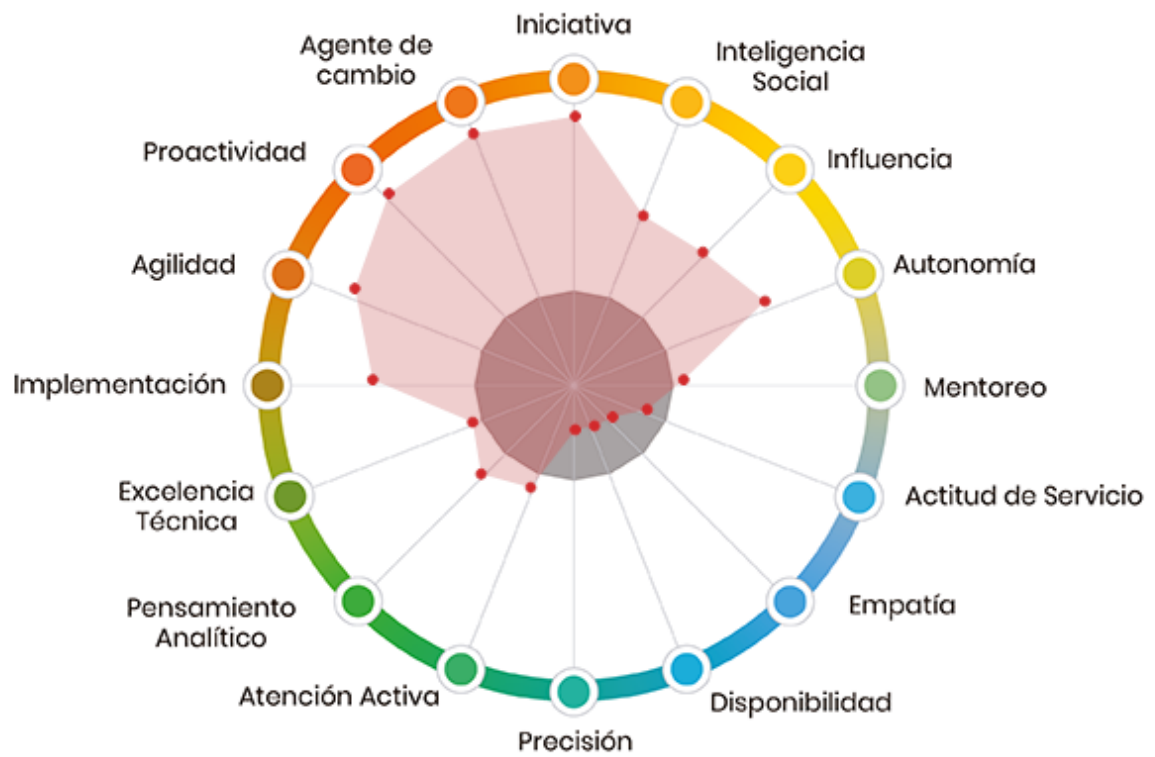 Iniciativa
Agente de
cambio
Inteligencia
Social
Proactividad
Influencia
Agilidad
Autonomía
Implementación
Mentoreo
Excelencia
Técnica
Actitud de Servicio
Pensamiento
Analítico
Empatía
Atención Activa
Disponibilidad
Precisión